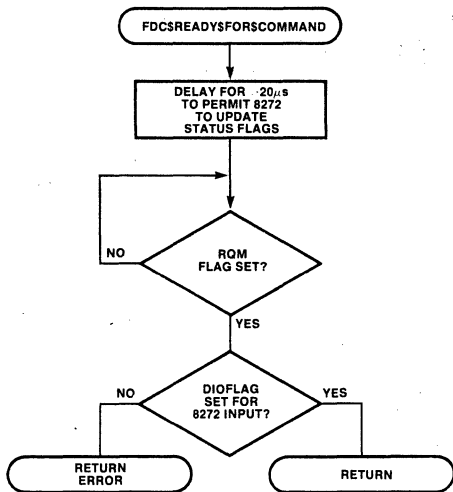 FDC$READY$FOR$COMMAND
DELAY FOR 20μs
TO PERMIT 8272
TO UPDATE
STATUS FLAGS
NO
RQM
FLAG SET?
YES
NO
DIOFLAG
SET FOR
8272 INPUT?
YES
RETURN
ERROR
RETURN